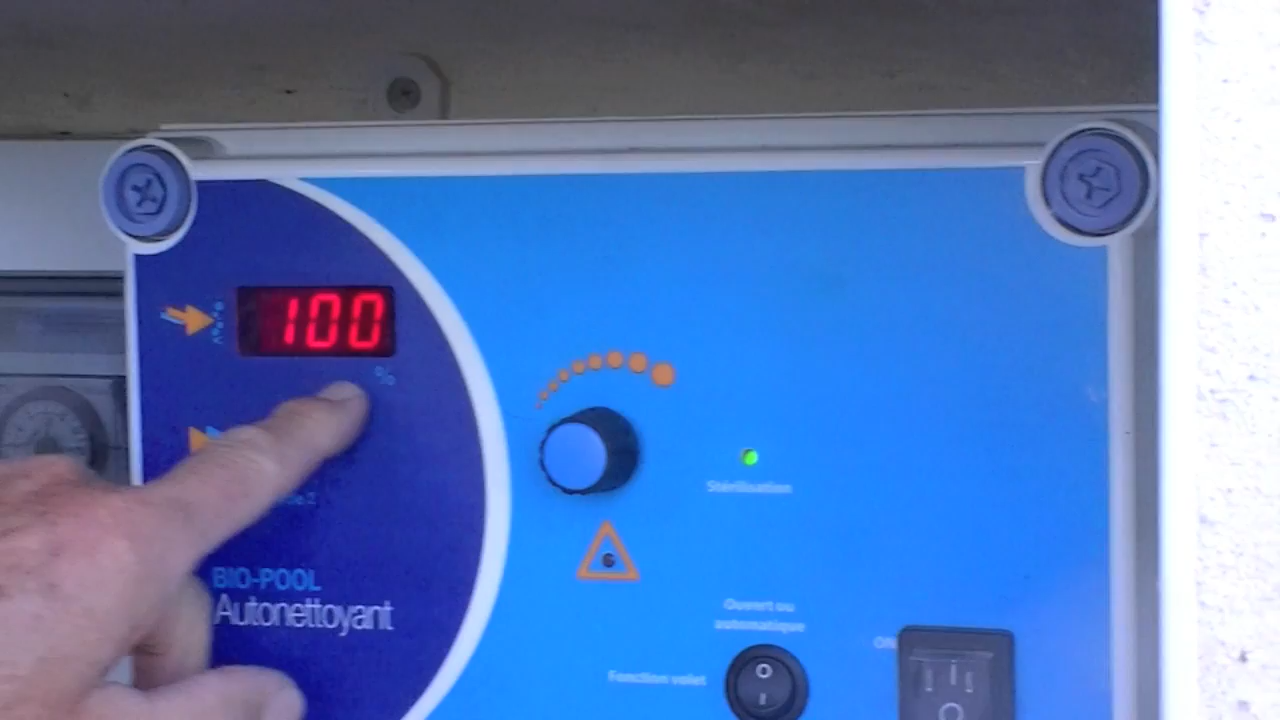 100
%
BIO-POOL
Autonettoyant
Stérilisation
Ouvert ou
automatique
Fonction volet
ON